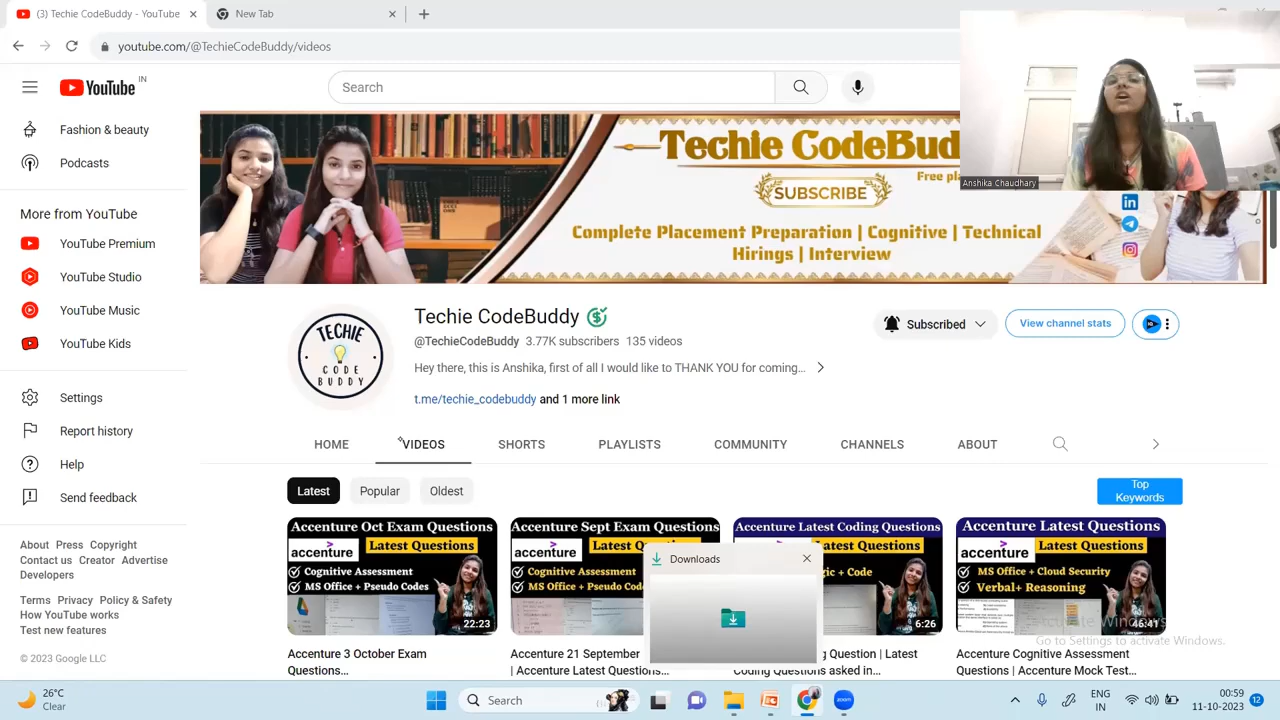 (3) Techie CodeBuddy - YouTube
New Tab
youtube.com/@TechieCodeBuddy/videos
YouTube
IN
Search
Fashion & beauty
Podcasts
More from YouTube
YouTube Premium
YouTube Studio
YouTube Music
YouTube Kids
Settings
Report history
Help
Send feedback
About Press Copyright
Contact us Creator Advertise
Developers
Terms Privacy Policy & Safety
How YouTube works
Test new features
© 2023 Google LLC
Techie CodeBud
Free pla
SUBSCRIBE
Complete Placement Preparation | Cognitive | Technical
Hirings | Interview
Anshika Chaudhary
TECHIE
CODE
BUDDY
Techie CodeBuddy
@TechieCodeBuddy 3.77K subscribers 135 videos
Hey there, this is Anshika, first of all I would like to THANK YOU for coming...
t.me/techie_codebuddy and 1 more link
Subscribed
View channel stats
HOME
VIDEOS
SHORTS
PLAYLISTS
COMMUNITY
CHANNELS
ABOUT
Latest
Popular
Oldest
Top
Keywords
Accenture Oct Exam Questions
accenture
Latest Questions
Cognitive Assessment
MS Office + Pseudo Codes
22:23
Accenture 3 October Exam
Questions...
Accenture Sept Exam Questions
accenture
Latest Qu
Cognitive Assessment
MS Office + Pseudo Code
Accenture 21 September
Accenture Latest Questions...
Accenture Latest Coding Questions
Latest Questions
gic + Code
6:26
g Question | Latest
Coding Questions asked in...
Accenture Latest Questions
accenture
Latest Questions
MS Office + Cloud Security
Verbal+ Reasoning
46:41
Accenture Cognitive Assessment
Questions | Accenture Mock Test...
Downloads
Activate Windows
Go to Settings to activate Windows.
26°C
Clear
Search
zoom
ENG
IN
00:59
11-10-2023
12